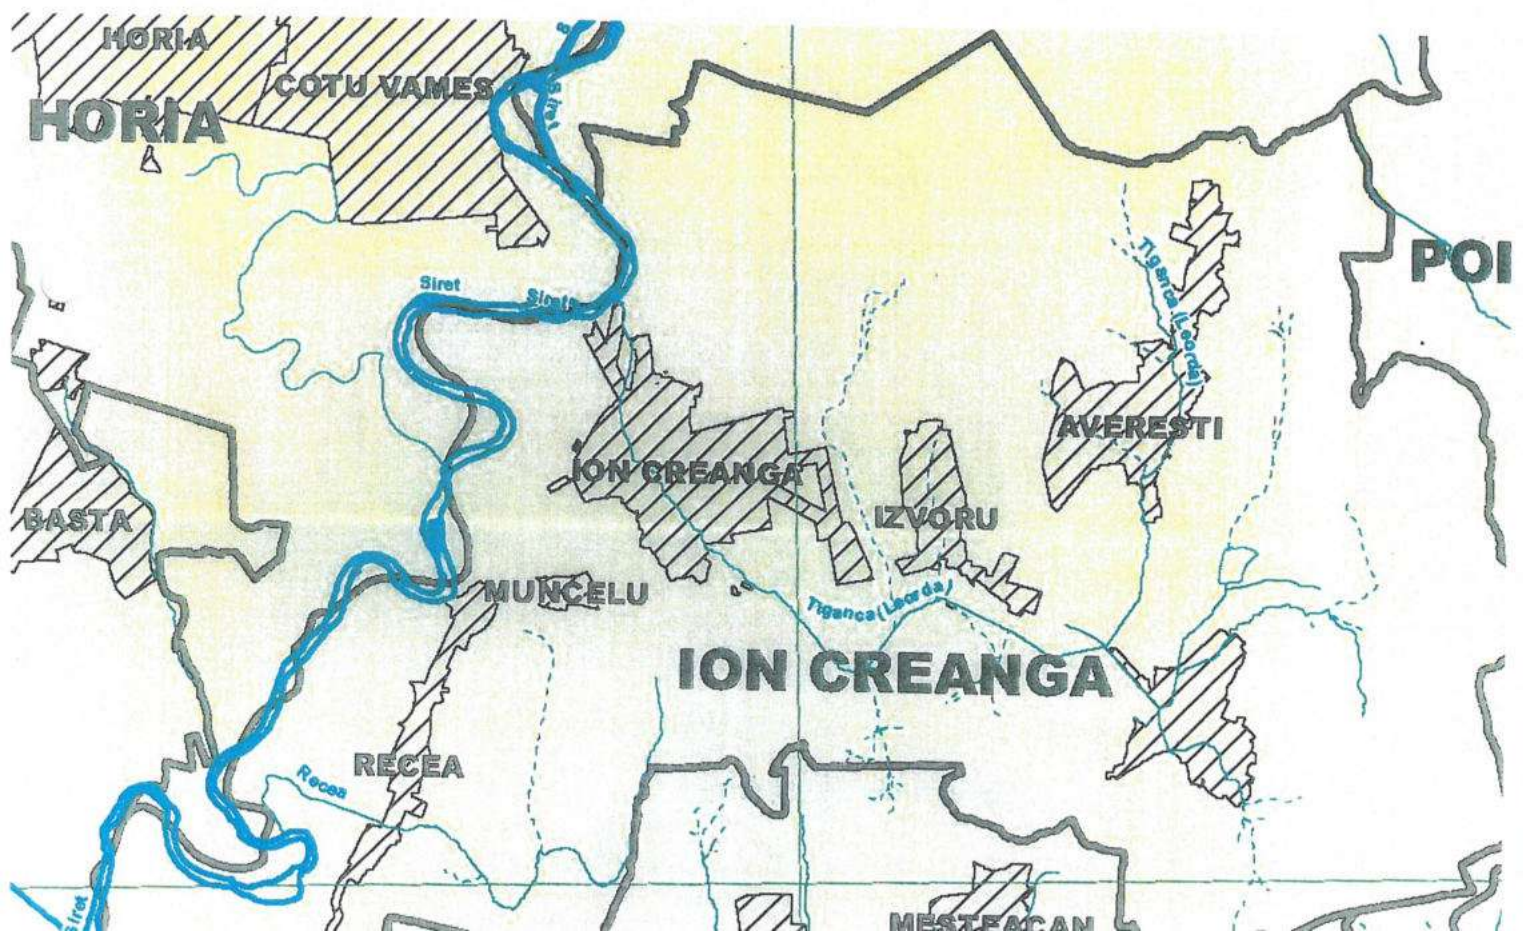 HORIA
COTU VAMES
HORIA
Siret
Tiganca (Leorda)
POI
Siret
Siret
AVERESTI
ION CREANGA
BASTA
IZVORU
MUNCELU
Tiganca (Leorda)
ION CREANGA
RECEA
Recea
Siret
MESTEACAN